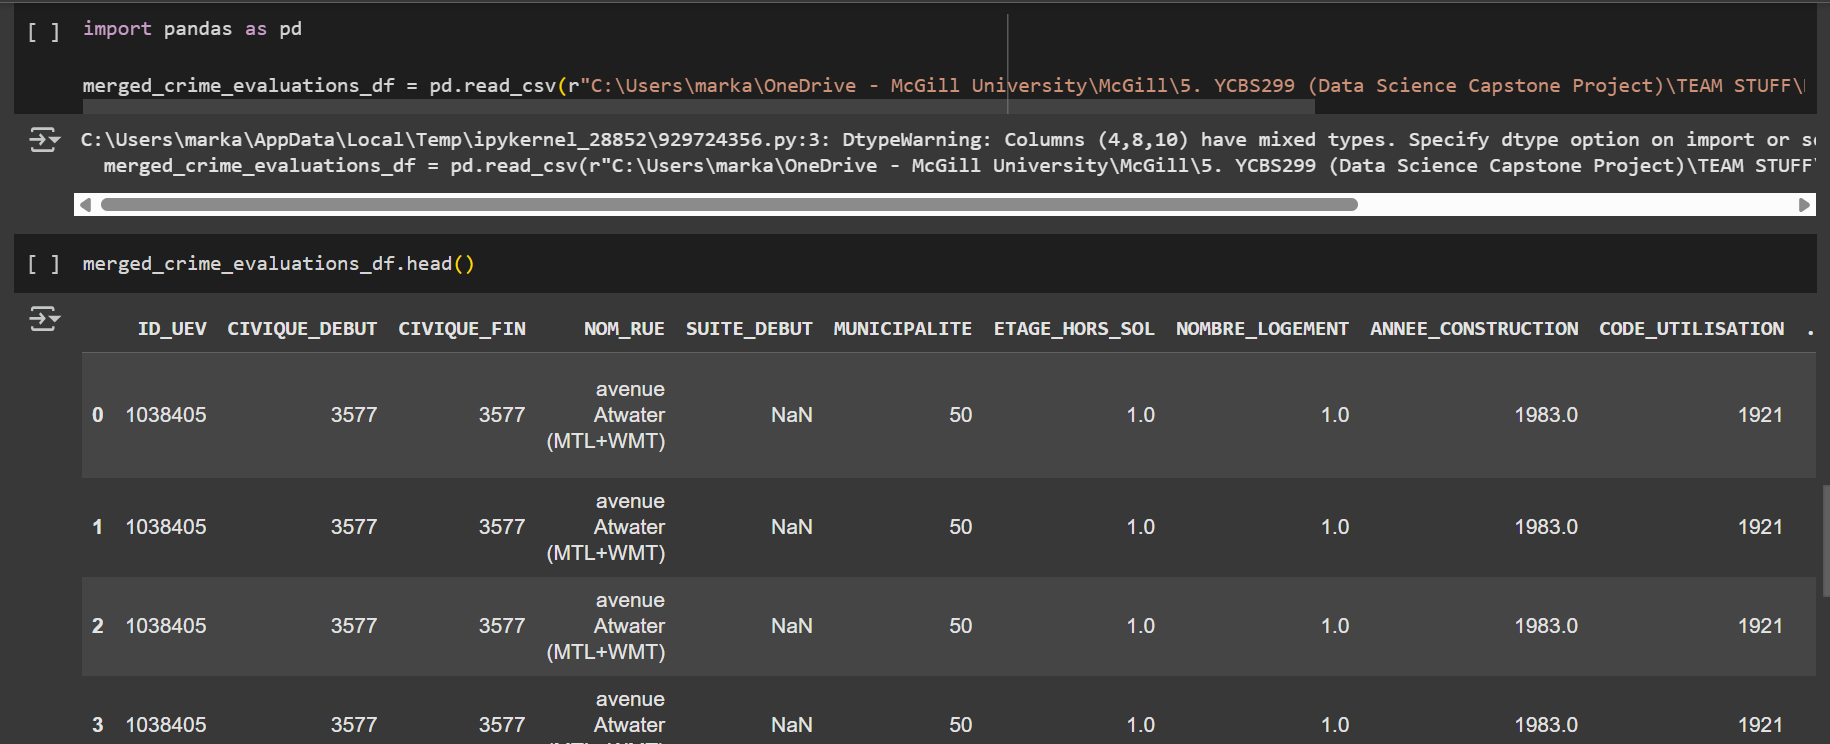 [ ] import pandas as pd
merged_crime_evaluations_df = pd.read_csv(r"C:\Users\marka\OneDrive - McGill University\McGill\5. YCBS299 (Data Science Capstone Project)\TEAM STUFF\
C:\Users\marka\AppData\Local\Temp\ipykernel_28852\929724356.py:3: DtypeWarning: Columns (4,8,10) have mixed types. Specify dtype option on import or
merged_crime_evaluations_df = pd.read_csv(r"C:\Users\marka\OneDrive - McGill University\McGill\5. YCBS299 (Data Science Capstone Project)\TEAM STUFF
[ ] merged_crime_evaluations_df.head()
ID_UEV CIVIQUE_DEBUT CIVIQUE_FIN NOM_RUE SUITE_DEBUT MUNICIPALITE ETAGE_HORS_SOL NOMBRE_LOGEMENT ANNEE_CONSTRUCTION CODE_UTILISATION .
avenue
0 1038405 3577 3577 Atwater NaN 50 1.0 1.0 1983.0 1921
(MTL+WMT)
avenue
1 1038405 3577 3577 Atwater NaN 50 1.0 1.0 1983.0 1921
(MTL+WMT)
avenue
2 1038405 3577 3577 Atwater NaN 50 1.0 1.0 1983.0 1921
(MTL+WMT)
avenue
3 1038405 3577 3577 Atwater NaN 50 1.0 1.0 1983.0 1921